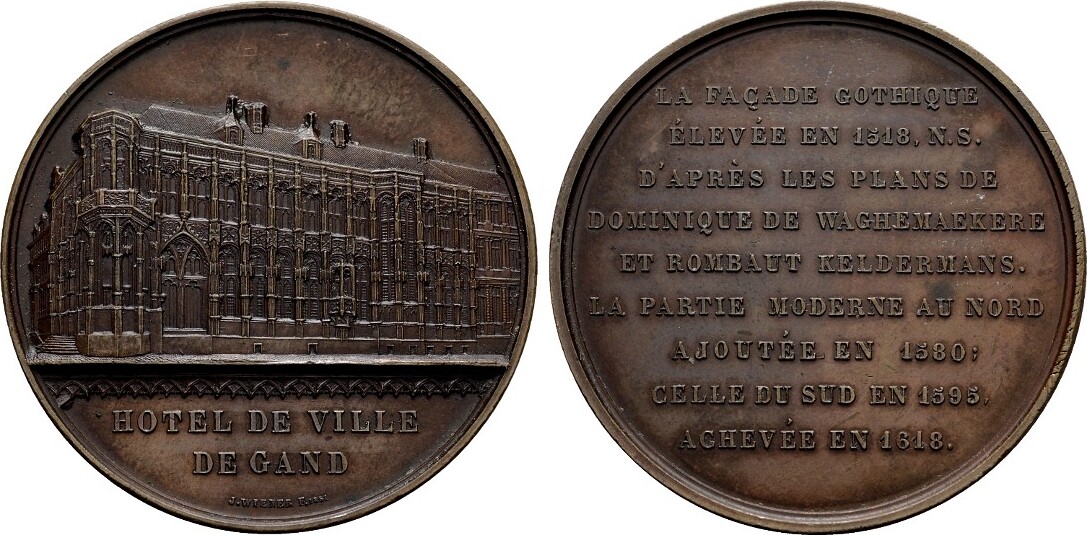 HOTEL DE VILLE
DE GAND
J. WIENER F.
LA FAÇADE GOTHIQUE
ÉLEVÉE EN 1518, N.S.
D'APRÈS LES PLANS DE
DOMINIQUE DE WAGHEMAEKERE
ET ROMBAUT KELDERMANS.
LA PARTIE MODERNE AU NORD
AJOUTÉE EN 1580;
CELLE DU SUD EN 1595,
ACHEVÉE EN 1618.